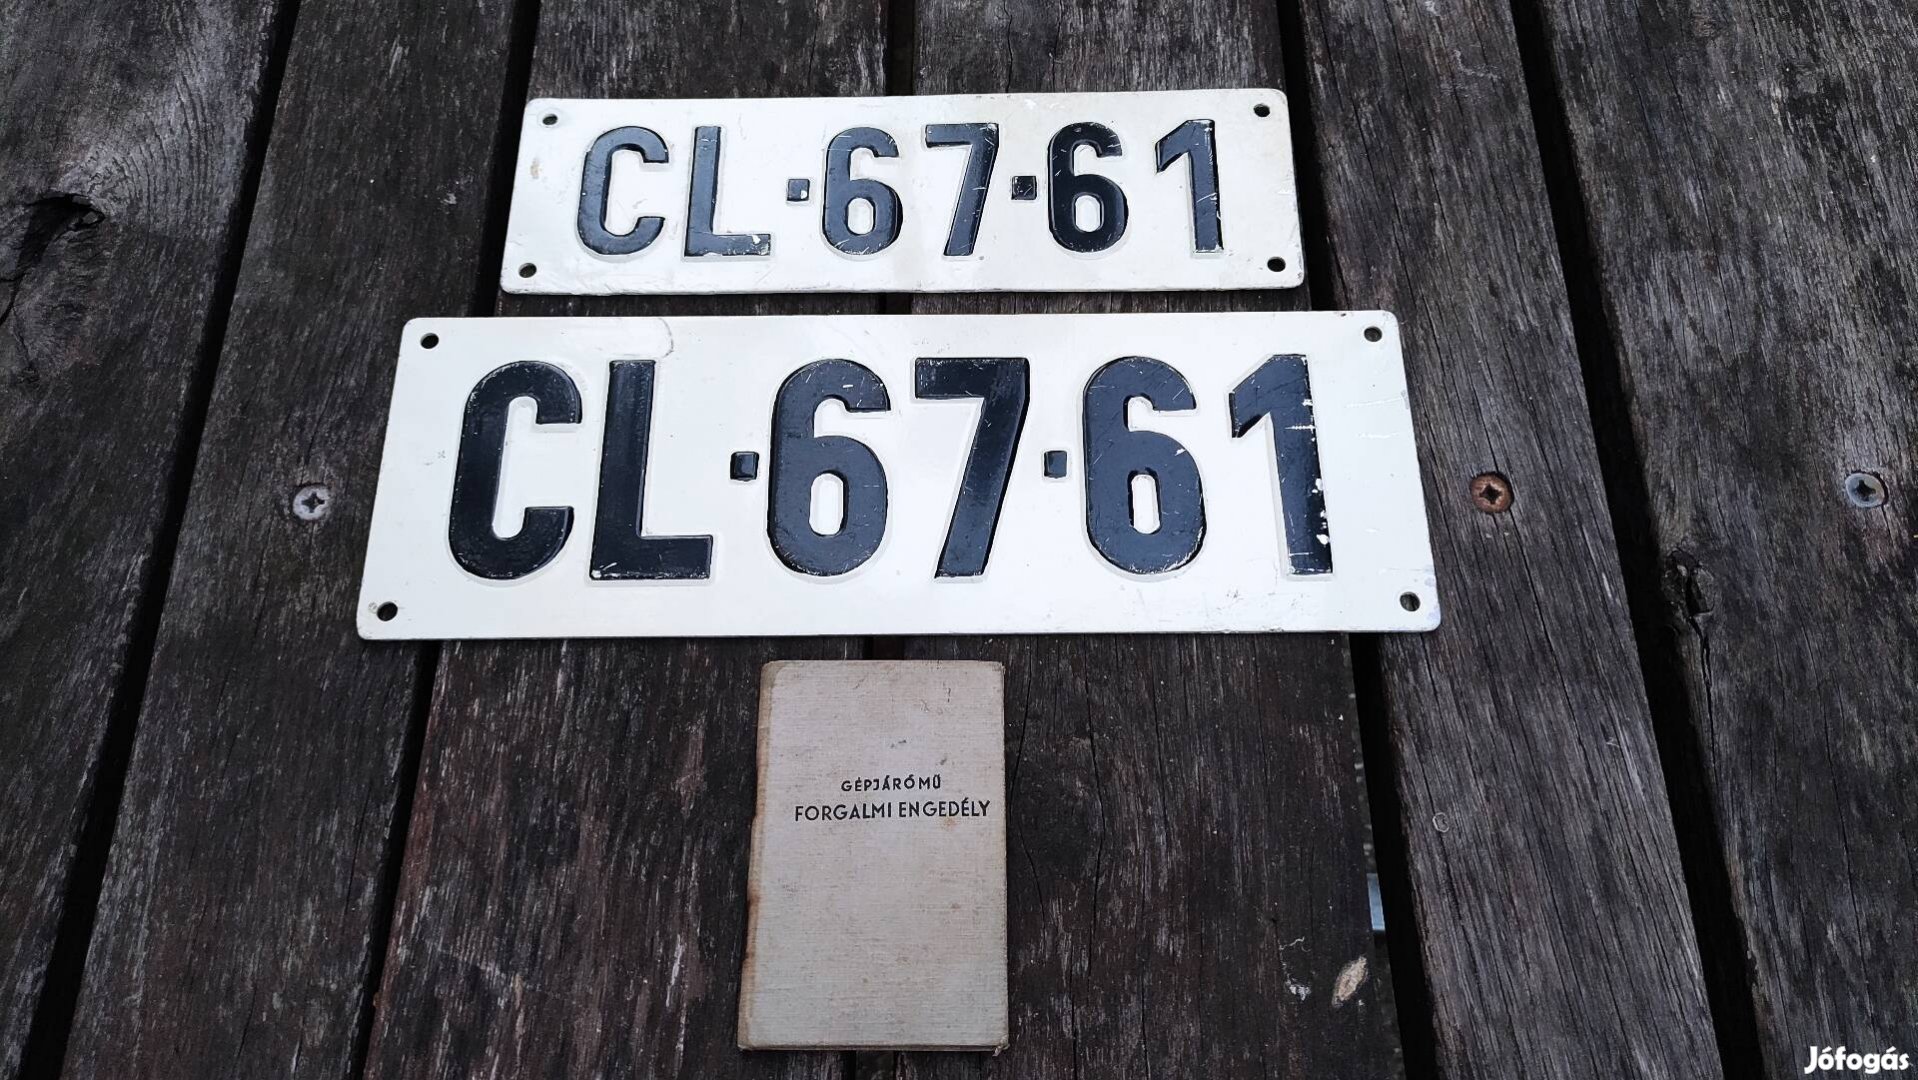 CL·67·61
CL·67·61
GÉPJÁRÓMŰ
FORGALMI ENGEDÉLY
Jófogás